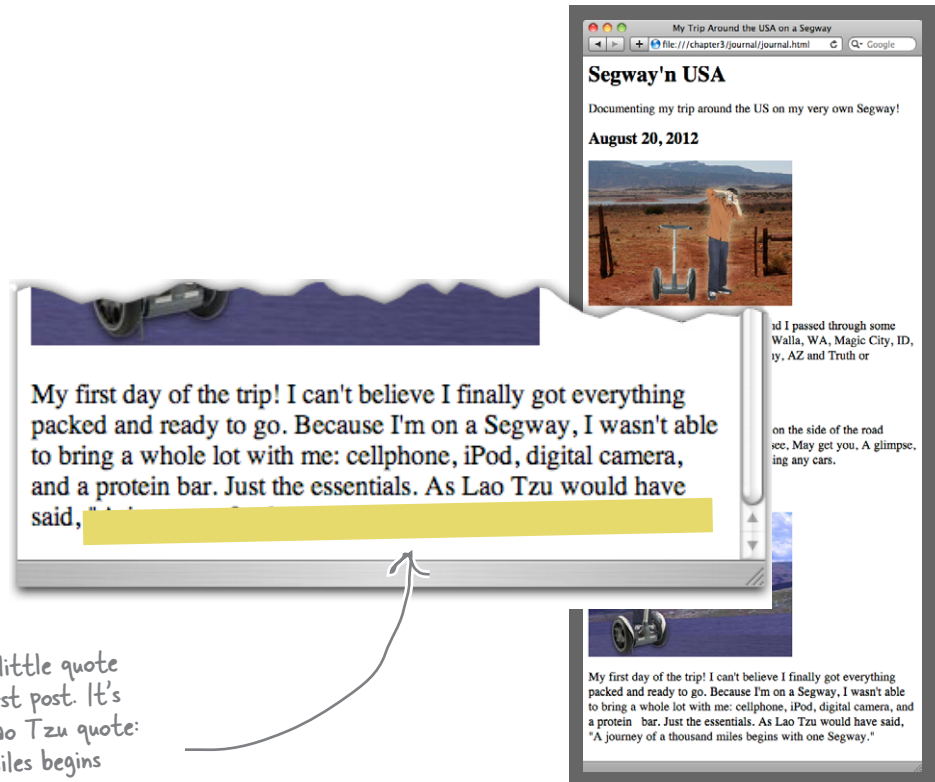 My Trip Around the USA on a Segway
file:///chapter3/journal/journal.html
Google
Segway'n USA
Documenting my trip around the US on my very own Segway!
August 20, 2012
I passed through some
Walla, WA, Magic City, ID,
AZ and Truth or
on the side of the road
see, May get you, A glimpse,
ing any cars.
My first day of the trip! I can't believe I finally got everything
packed and ready to go. Because I'm on a Segway, I wasn't able
to bring a whole lot with me: cellphone, iPod, digital camera,
and a protein bar. Just the essentials. As Lao Tzu would have
said,
little quote
st post. It's
ao Tzu quote:
iles begins
My first day of the trip! I can't believe I finally got everything
packed and ready to go. Because I'm on a Segway, I wasn't able
to bring a whole lot with me: cellphone, iPod, digital camera, and
a protein bar. Just the essentials. As Lao Tzu would have said,
"A journey of a thousand miles begins with one Segway."